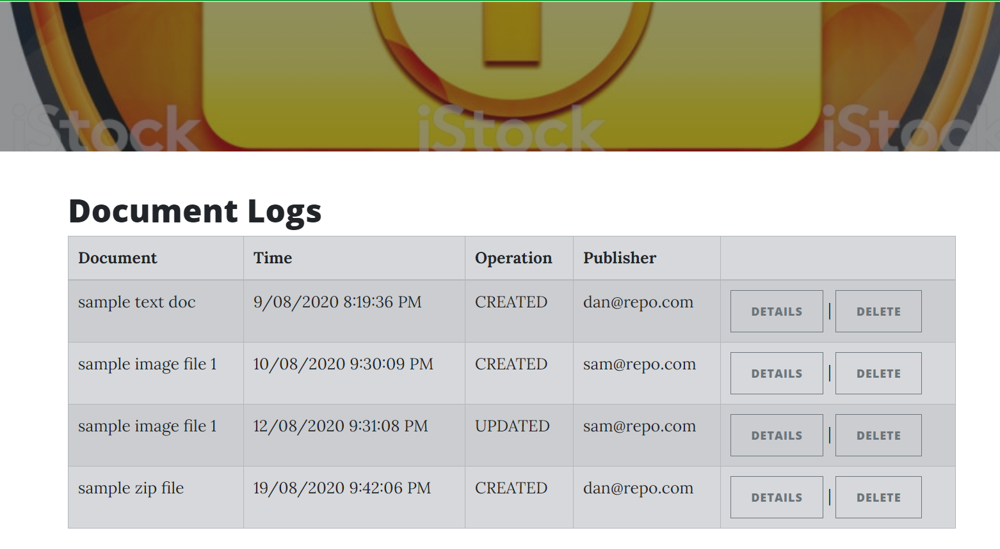 iStock iStock iStock
Document Logs
Document Time Operation Publisher
sample text doc 9/08/2020 8:19:36 PM CREATED dan@repo.com DETAILS | DELETE
sample image file 1 10/08/2020 9:30:09 PM CREATED sam@repo.com DETAILS | DELETE
sample image file 1 12/08/2020 9:31:08 PM UPDATED sam@repo.com DETAILS | DELETE
sample zip file 19/08/2020 9:42:06 PM CREATED dan@repo.com DETAILS | DELETE